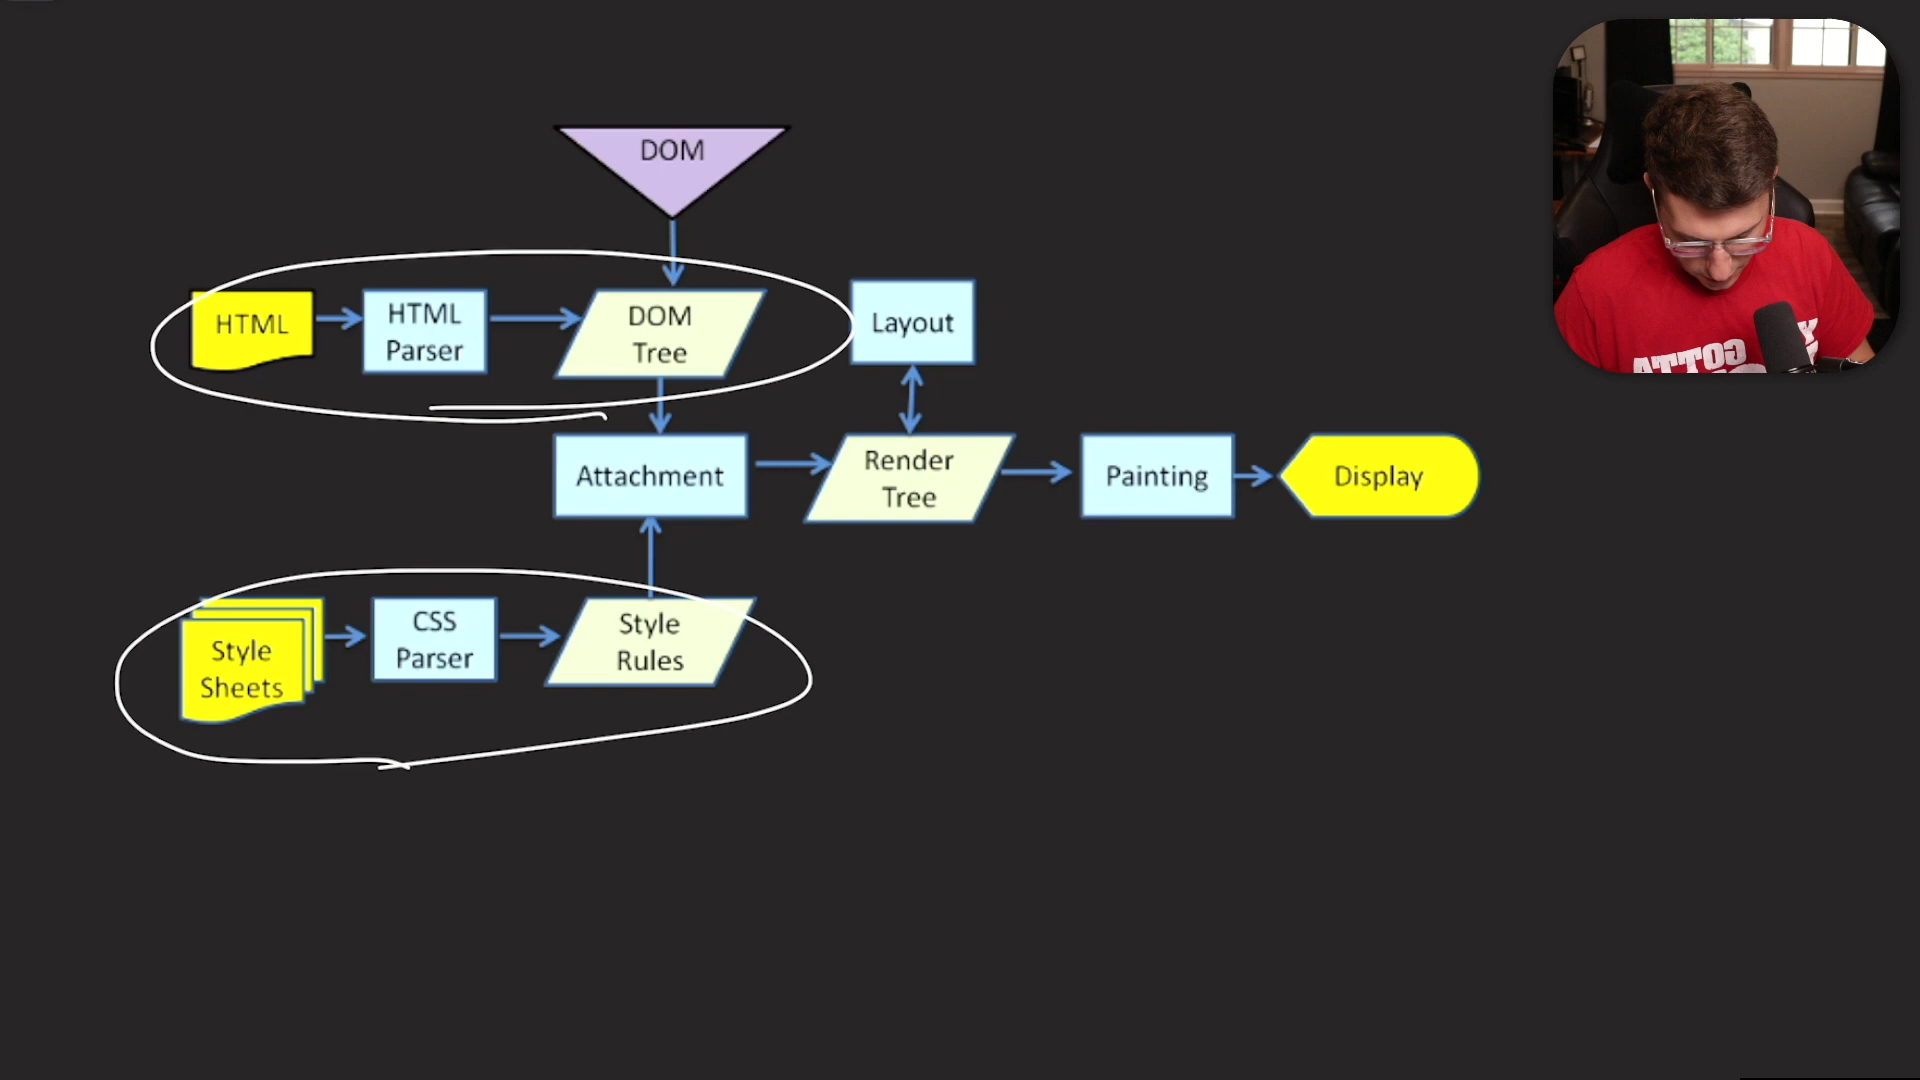 DOM
HTML
HTML
Parser
DOM
Tree
Layout
Attachment
Render
Tree
Painting
Display
Style
Sheets
CSS
Parser
Style
Rules